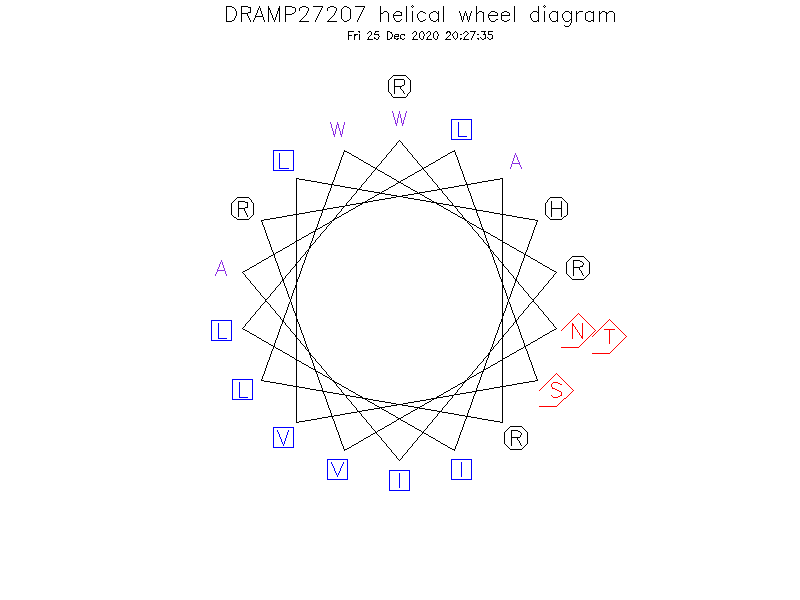 DRAMP27207 helical wheel diagram
Fri 25 Dec 2020 20:27:35
R
W W L
L A
R H
A R
L N T
L S
V R
V I I